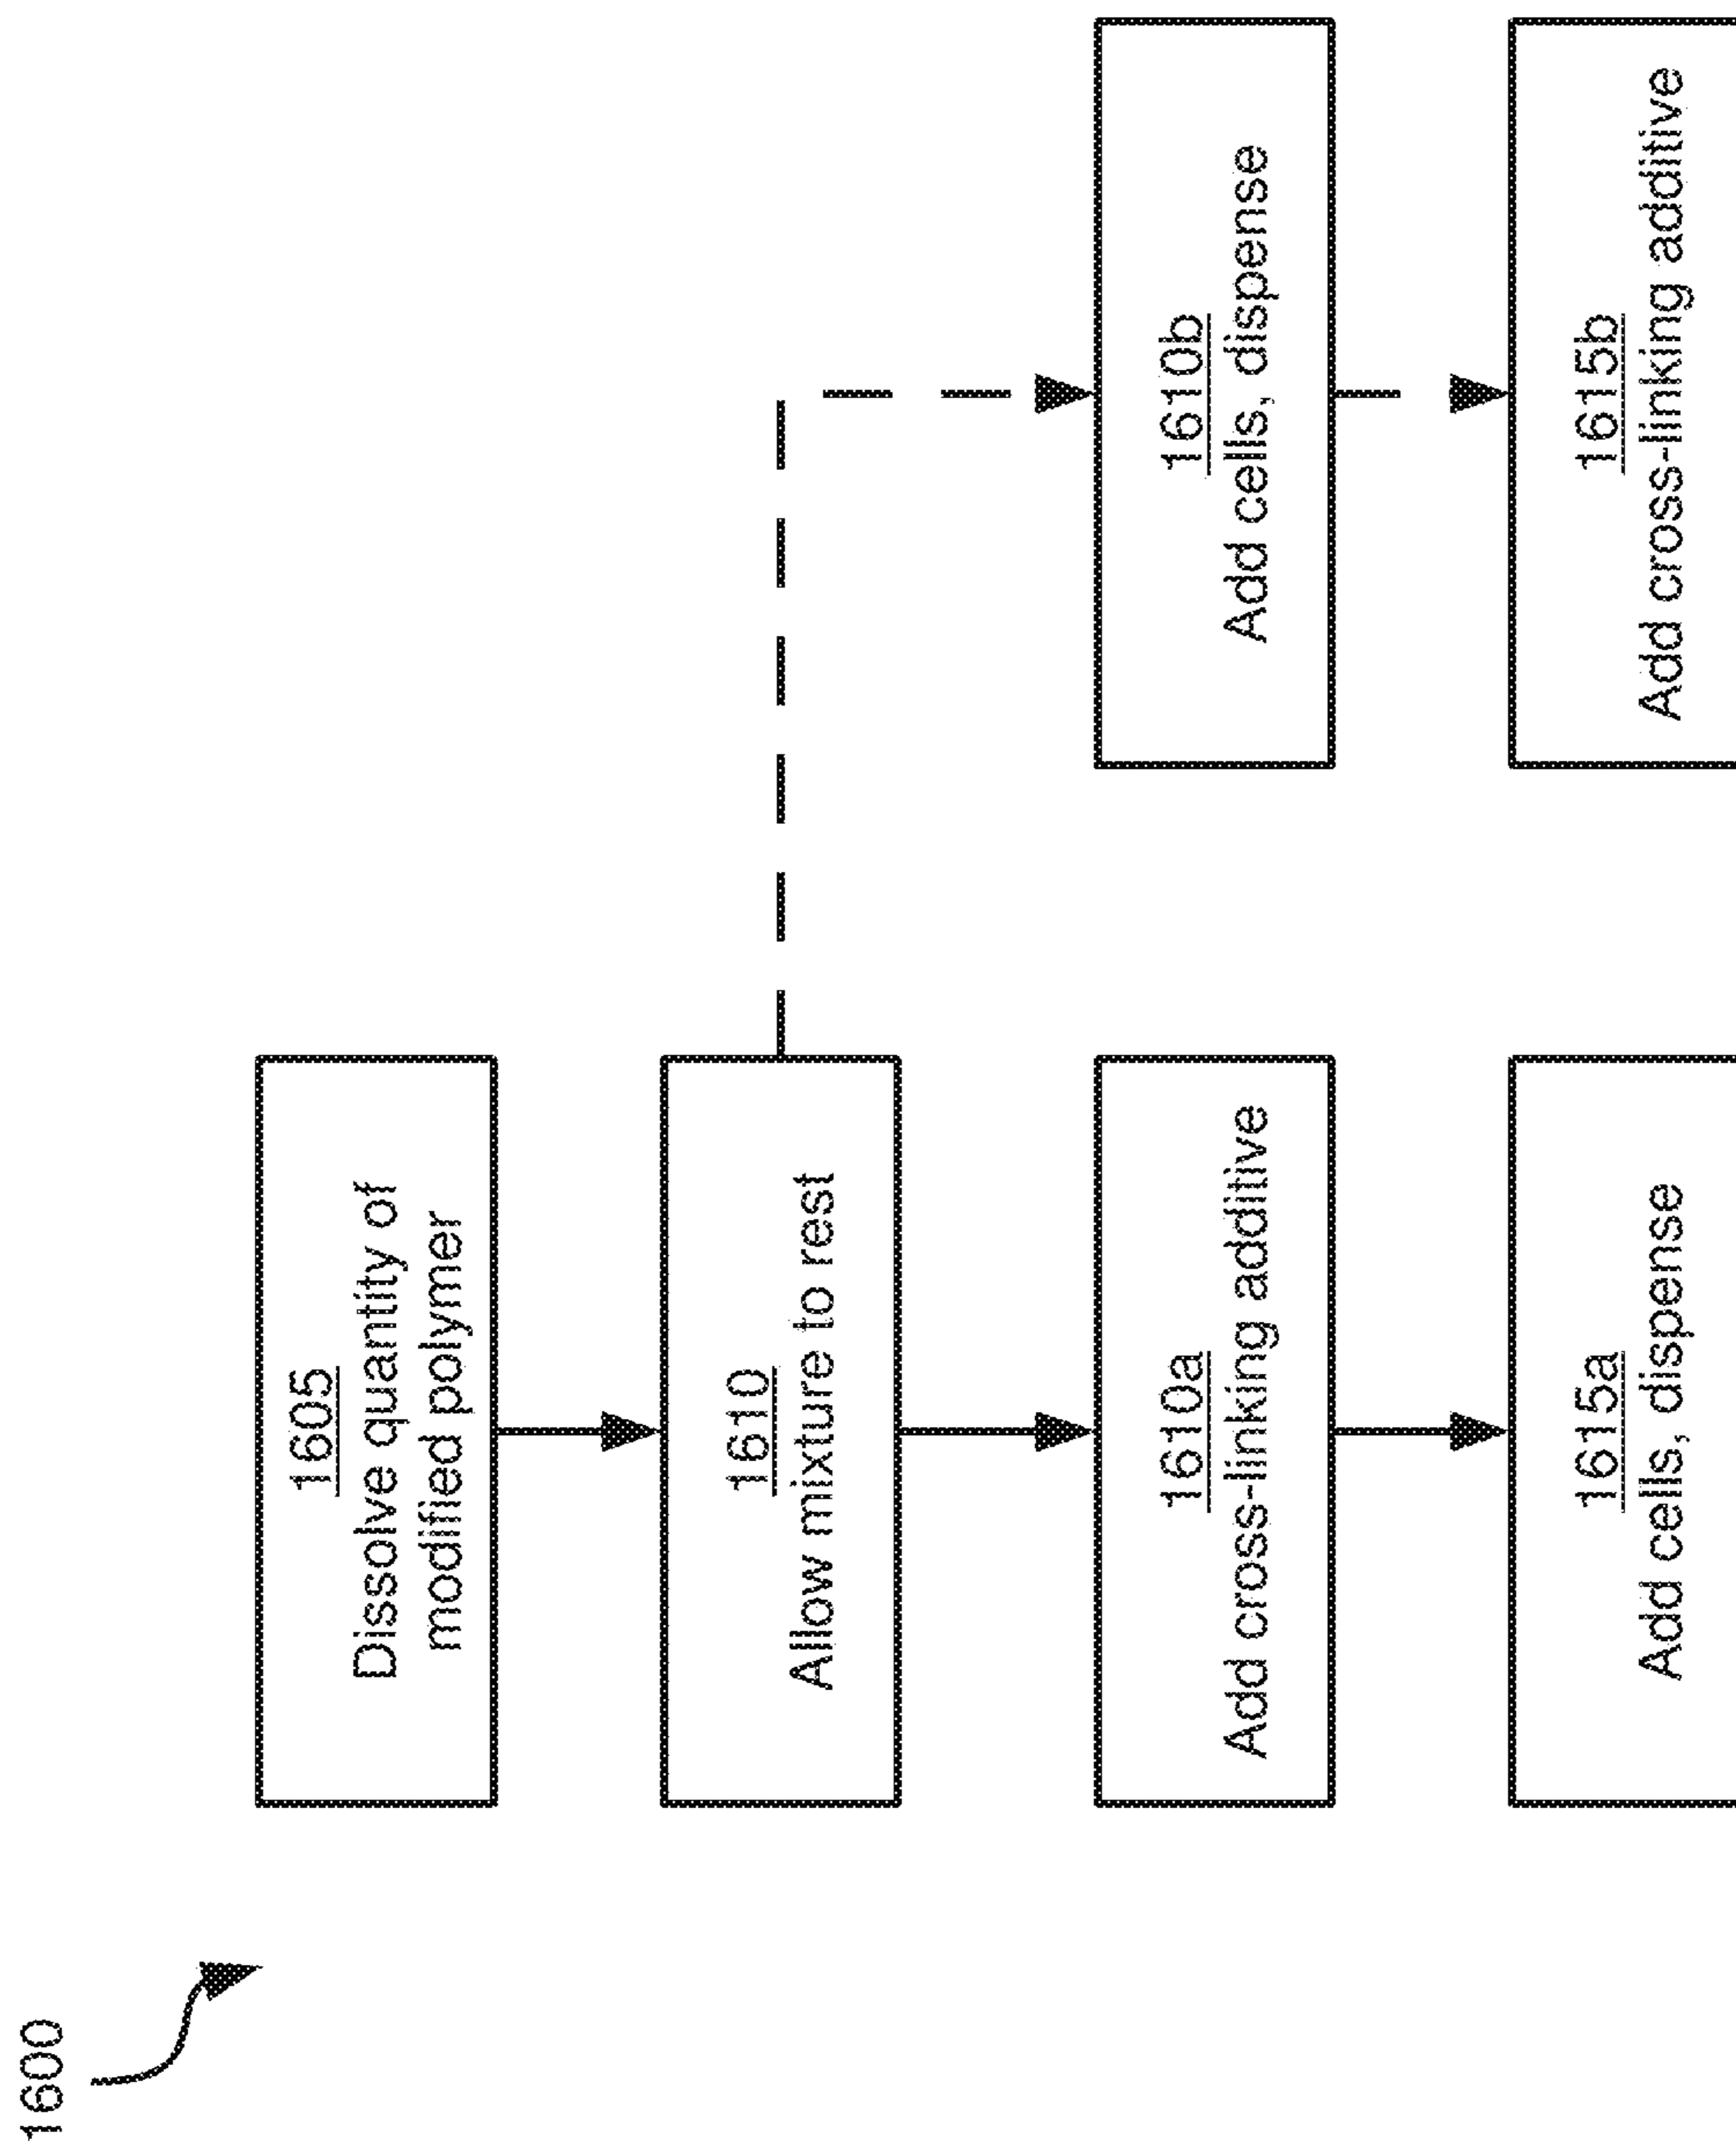 1600
1605
Dissolve quantity of
modified polymer
1610
Allow mixture to rest
1610a
Add cross-linking additive
1615a
Add cells, dispense
1610b
Add cells, dispense
1615b
Add cross-linking additive